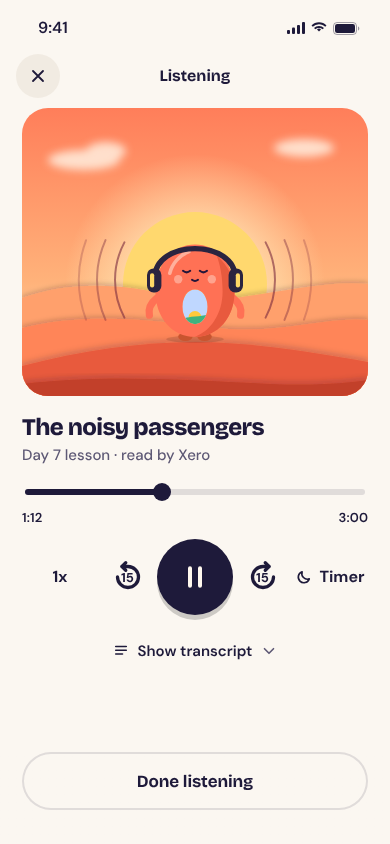 9:41
Listening
The noisy passengers
Day 7 lesson · read by Xero
1:12 3:00
1x 15 15 Timer
Show transcript
Done listening